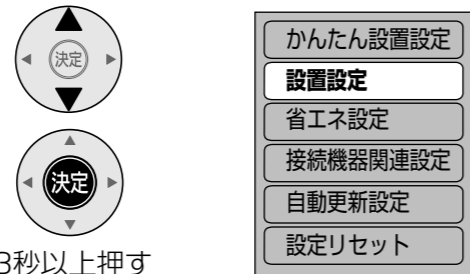 決定
決定
3秒以上押す
かんたん設置設定
設置設定
省エネ設定
接続機器関連設定
自動更新設定
設定リセット